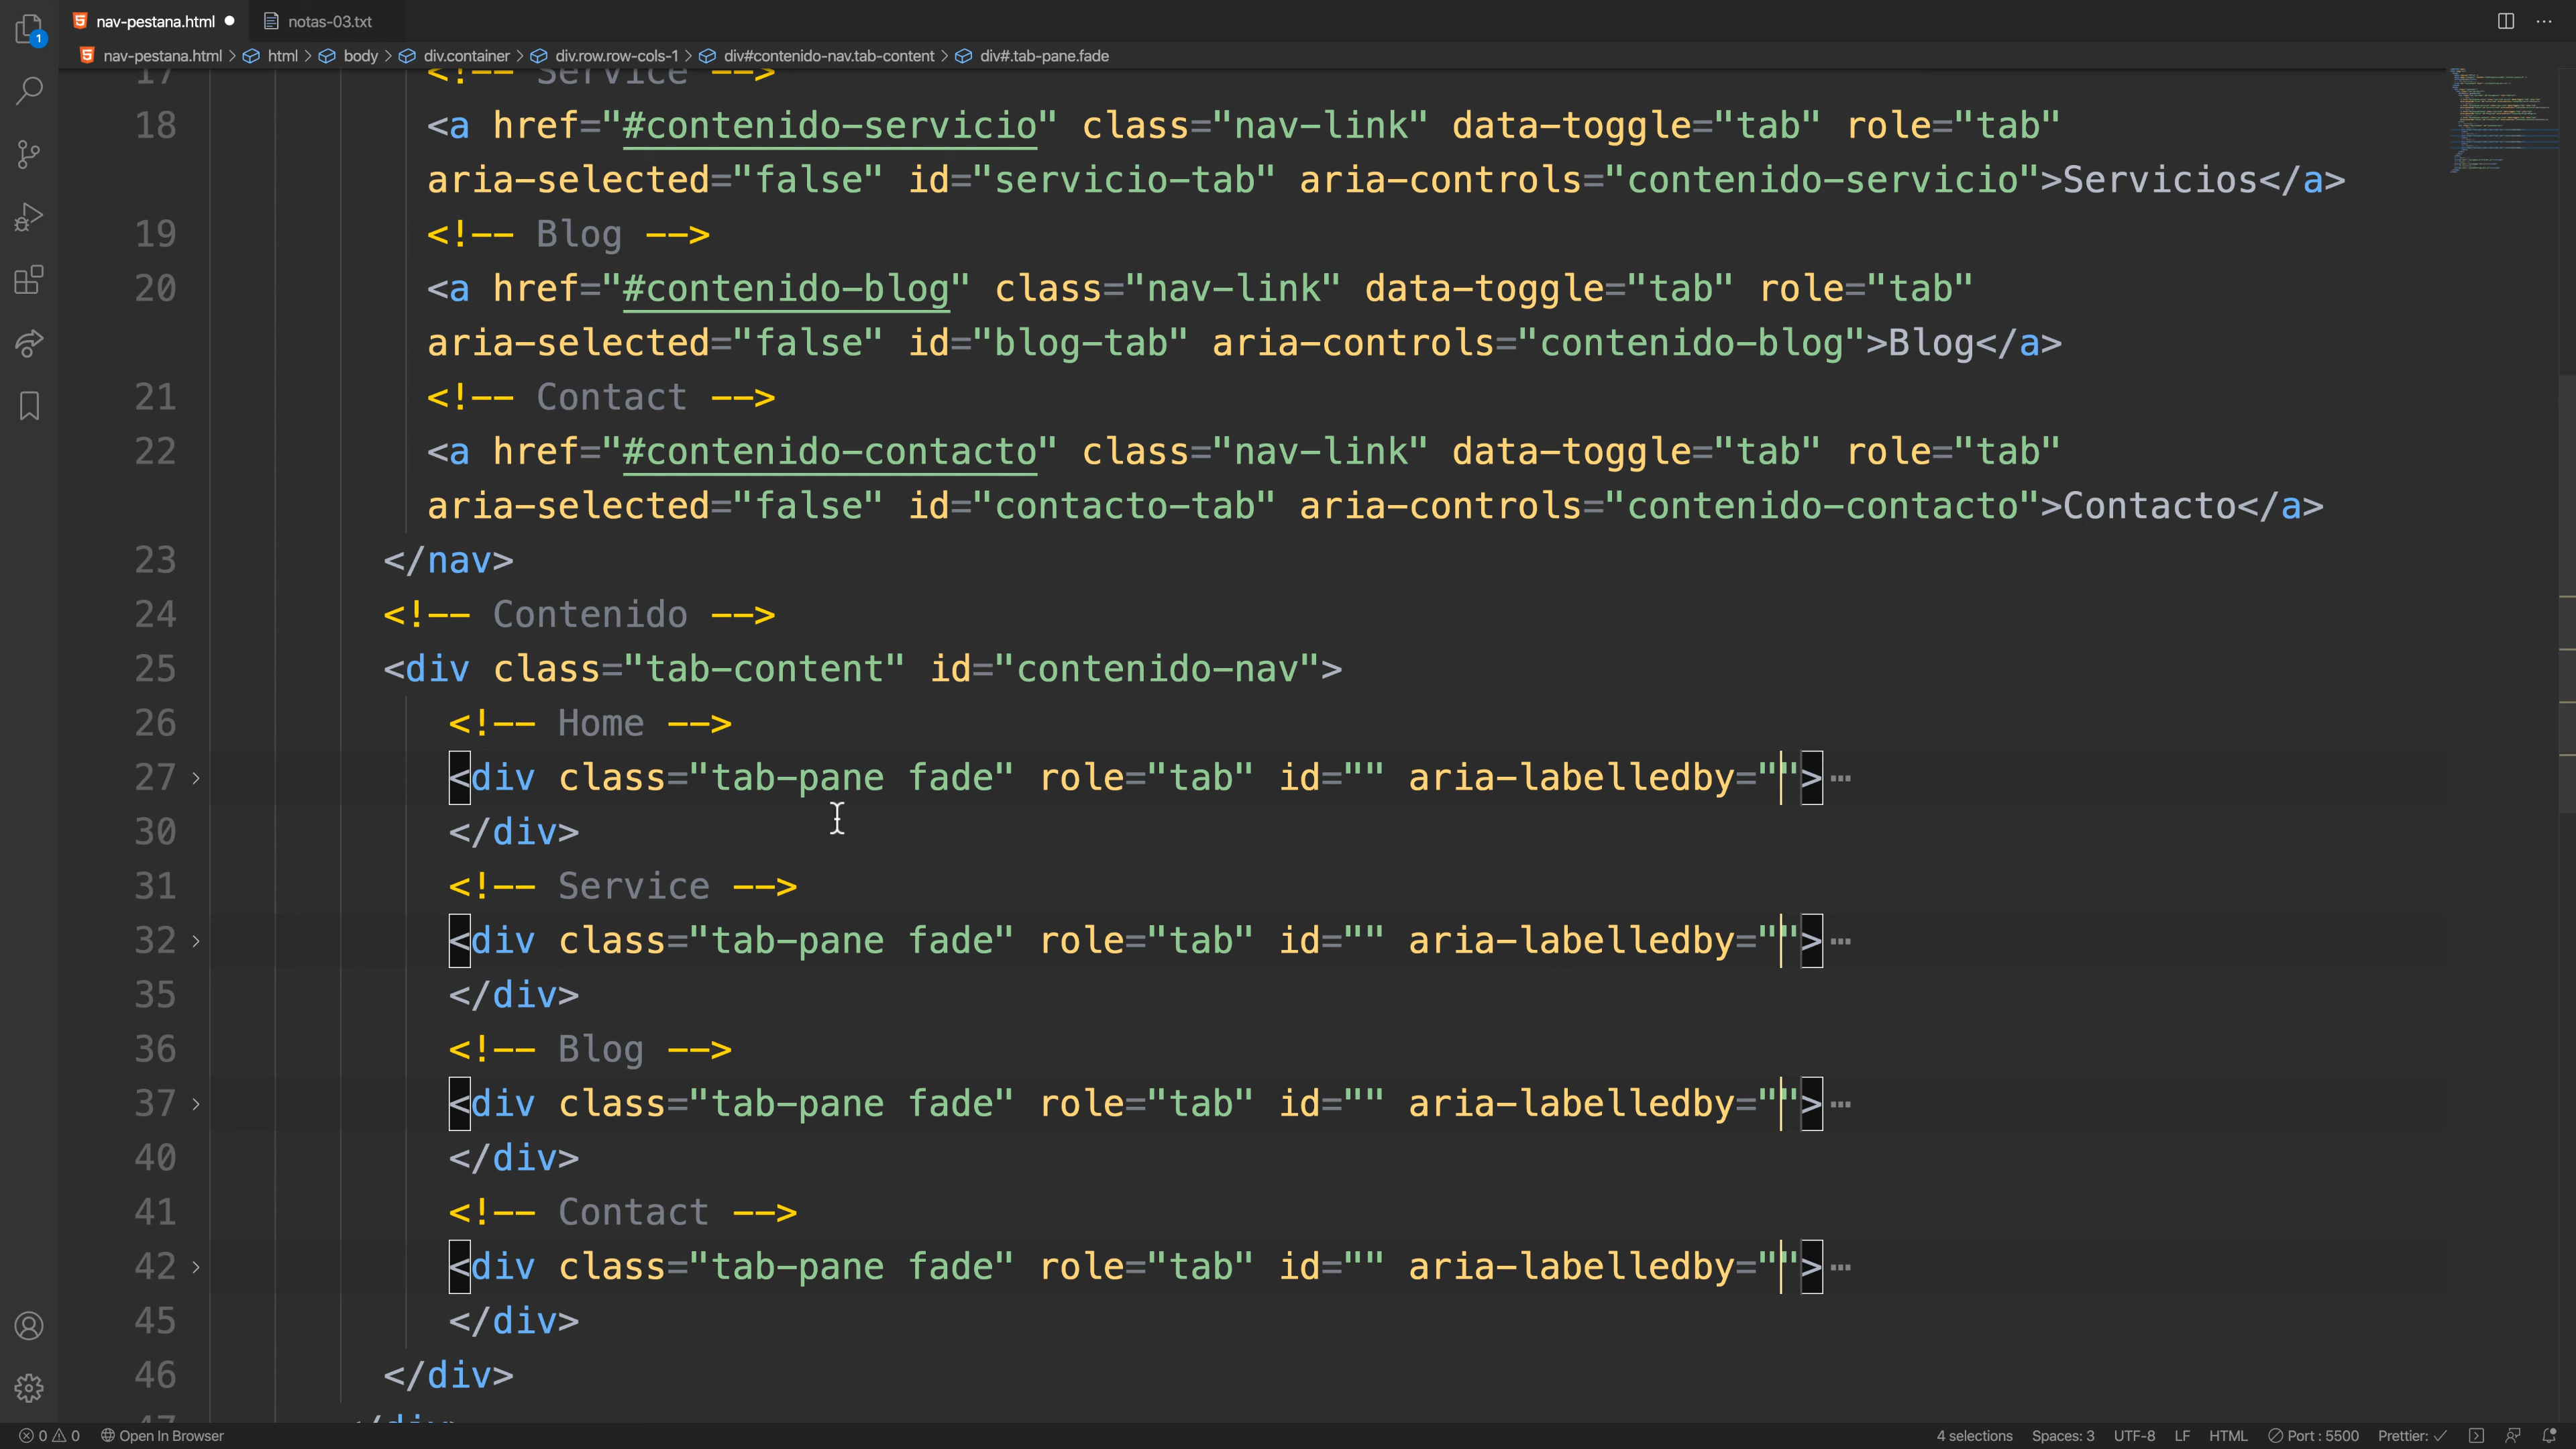 nav-pestana.html
notas-03.txt
1
nav-pestana.html > html > body > div.container > div.row.row-cols-1 > div#contenido-nav.tab-content > div#.tab-pane.fade
17 <!-- Service -->
18 <a href="#contenido-servicio" class="nav-link" data-toggle="tab" role="tab"
aria-selected="false" id="servicio-tab" aria-controls="contenido-servicio">Servicios</a>
19 <!-- Blog -->
20 <a href="#contenido-blog" class="nav-link" data-toggle="tab" role="tab"
aria-selected="false" id="blog-tab" aria-controls="contenido-blog">Blog</a>
21 <!-- Contact -->
22 <a href="#contenido-contacto" class="nav-link" data-toggle="tab" role="tab"
aria-selected="false" id="contacto-tab" aria-controls="contenido-contacto">Contacto</a>
23 </nav>
24 <!-- Contenido -->
25 <div class="tab-content" id="contenido-nav">
26 <!-- Home -->
27 <div class="tab-pane fade" role="tab" id="" aria-labelledby="">…
30 </div>
31 <!-- Service -->
32 <div class="tab-pane fade" role="tab" id="" aria-labelledby="">…
35 </div>
36 <!-- Blog -->
37 <div class="tab-pane fade" role="tab" id="" aria-labelledby="">…
40 </div>
41 <!-- Contact -->
42 <div class="tab-pane fade" role="tab" id="" aria-labelledby="">…
45 </div>
46 </div>
47 </div>
0 0 Open In Browser 4 selections Spaces: 3 UTF-8 LF HTML Port : 5500 Prettier: ✓